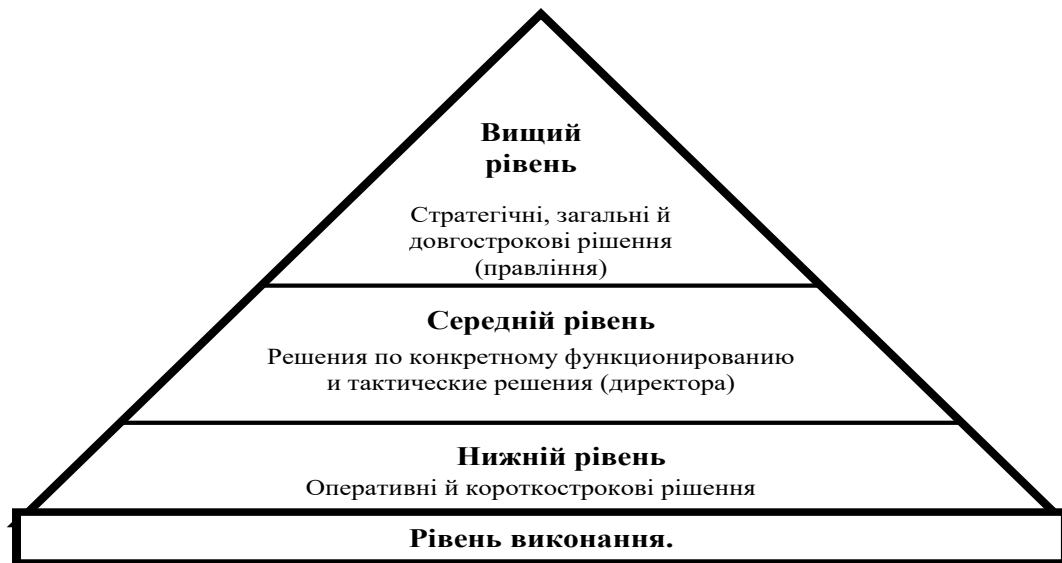 Вищий
рівень
Стратегічні, загальні й
довгострокові рішення
(правління)
Середній рівень
Решения по конкретному функционированию
и тактические решения (директора)
Нижній рівень
Оперативні й короткострокові рішення
Рівень виконання.